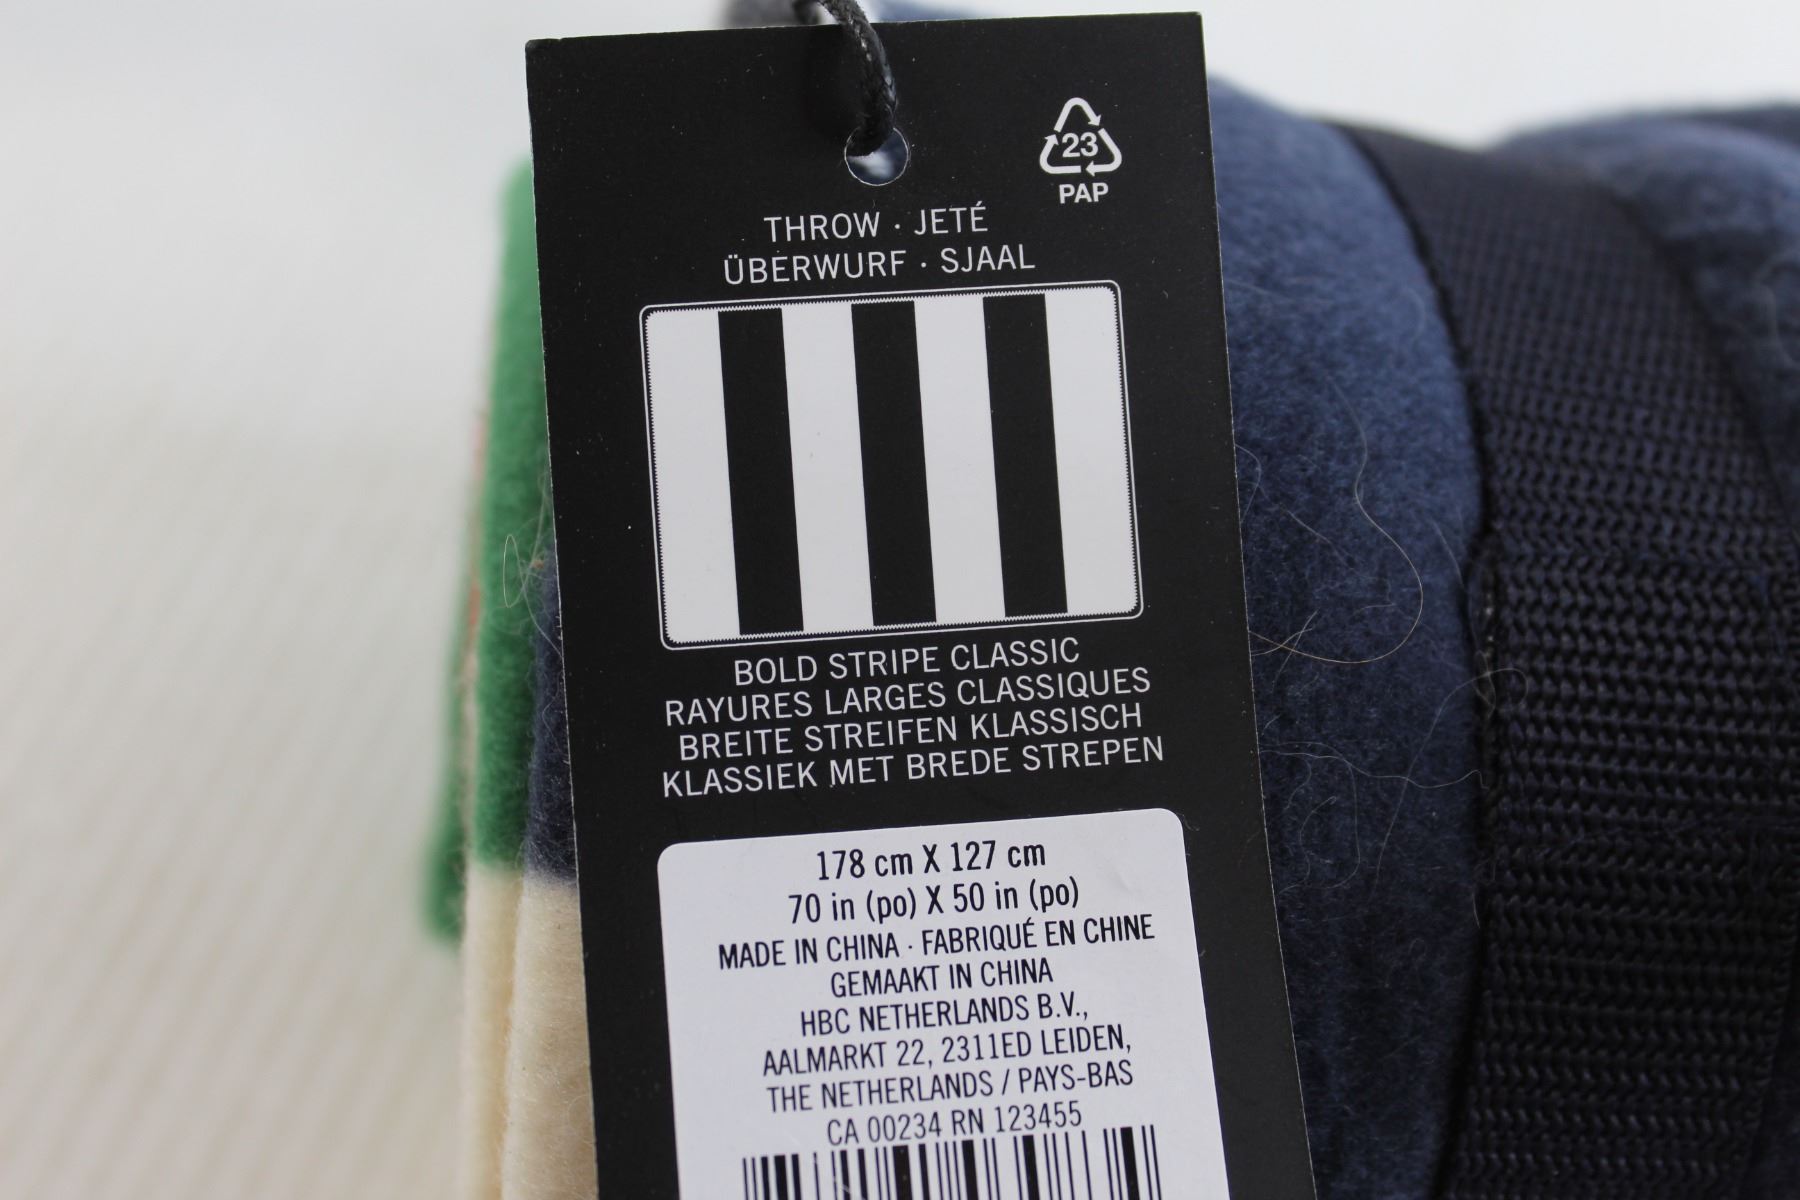 23
PAP
THROW · JETÉ
ÜBERWURF · SJAAL
BOLD STRIPE CLASSIC
RAYURES LARGES CLASSIQUES
BREITE STREIFEN KLASSISCH
KLASSIEK MET BREDE STREPEN
178 cm X 127 cm
70 in (po) X 50 in (po)
MADE IN CHINA · FABRIQUÉ EN CHINE
GEMAAKT IN CHINA
HBC NETHERLANDS B.V.,
AALMARKT 22, 2311ED LEIDEN,
THE NETHERLANDS / PAYS-BAS
CA 00234 RN 123455